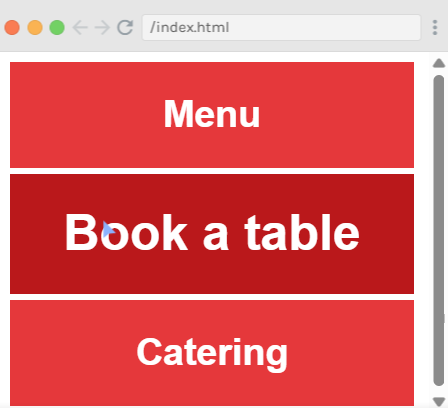 /index.html
Menu
Book a table
Catering